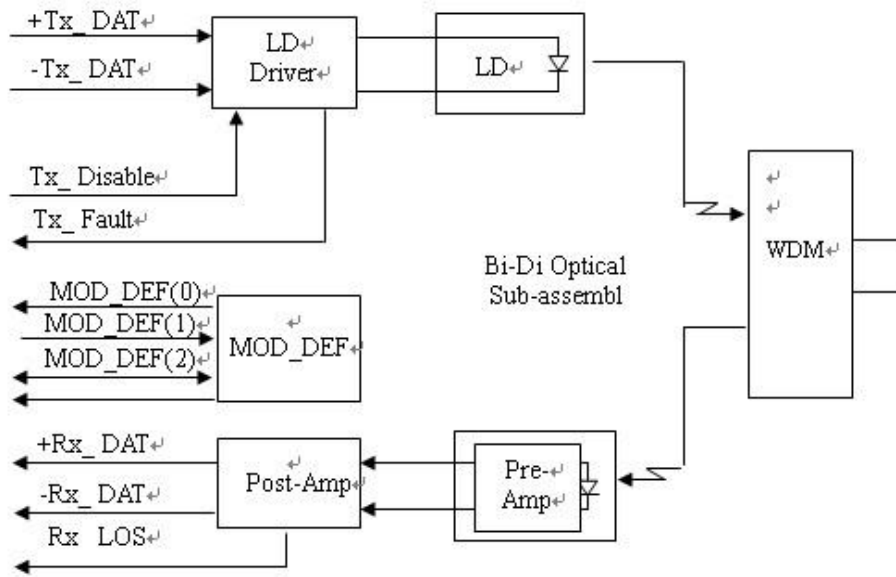 +Tx_ DAT↵
-Tx_ DAT↵
LD↵
Driver↵
LD↵
Tx_ Disable↵
Tx_ Fault↵
↵
↵
WDM↵
Bi-Di Optical
Sub-assembl
MOD_DEF(0)↵
MOD_DEF(1)↵
MOD_DEF(2)↵
↵
MOD_DEF↵
+Rx_ DAT↵
-Rx_ DAT↵
Rx LOS↵
↵
Post-Amp↵
Pre-↵
Amp↵